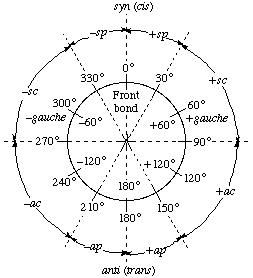 syn (cis)
–sp +sp
0°
330° 30°
–sc +sc
Front
bond
300° 60°
–gauche +gauche
–60° +60°
270° 90°
–120° +120°
240° 120°
180°
–ac +ac
210° 180° 150°
–ap +ap
anti (trans)